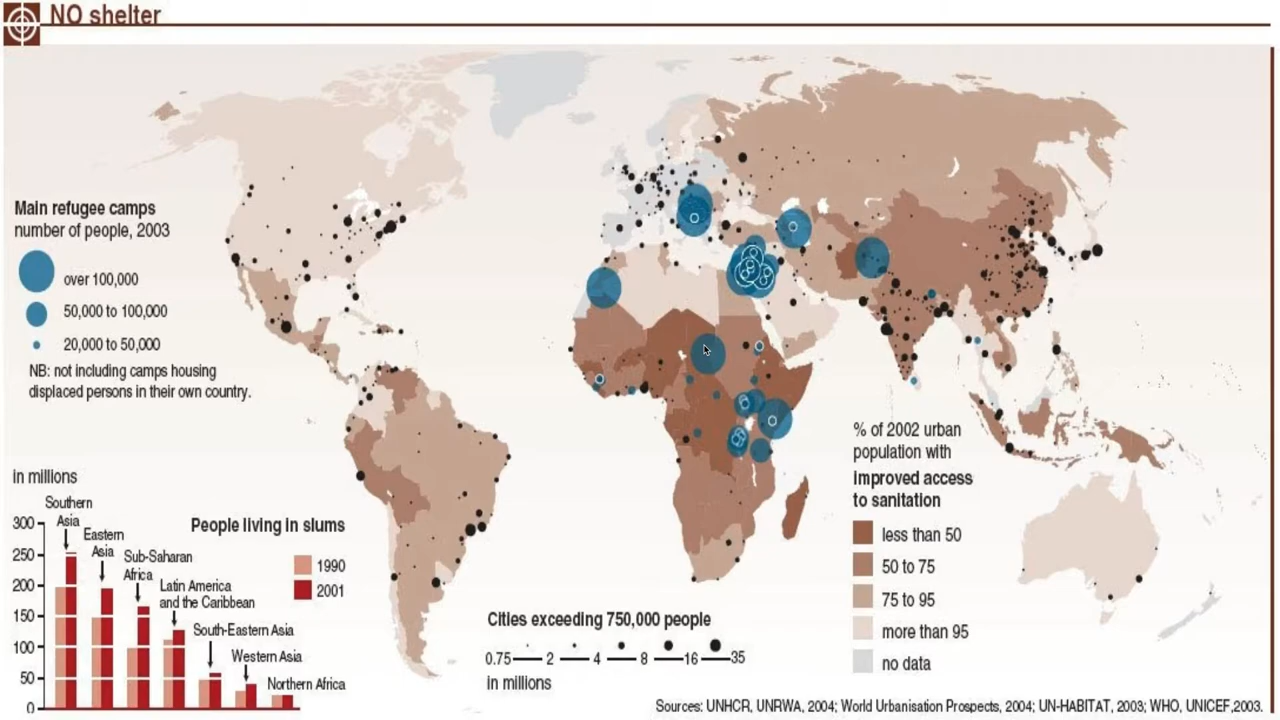 NO shelter
Main refugee camps
number of people, 2003
over 100,000
50,000 to 100,000
20,000 to 50,000
NB: not including camps housing
displaced persons in their own country.
in millions
Southern
Asia
Eastern
Asia
Sub-Saharan
Africa
Latin America
and the Caribbean
South-Eastern Asia
Western Asia
Northern Africa
300
250
200
150
100
50
0
People living in slums
1990
2001
Cities exceeding 750,000 people
0.75 2 4 8 16 35
in millions
% of 2002 urban
population with
improved access
to sanitation
less than 50
50 to 75
75 to 95
more than 95
no data
Sources: UNHCR, UNRWA, 2004; World Urbanisation Prospects, 2004; UN-HABITAT, 2003; WHO, UNICEF,2003.